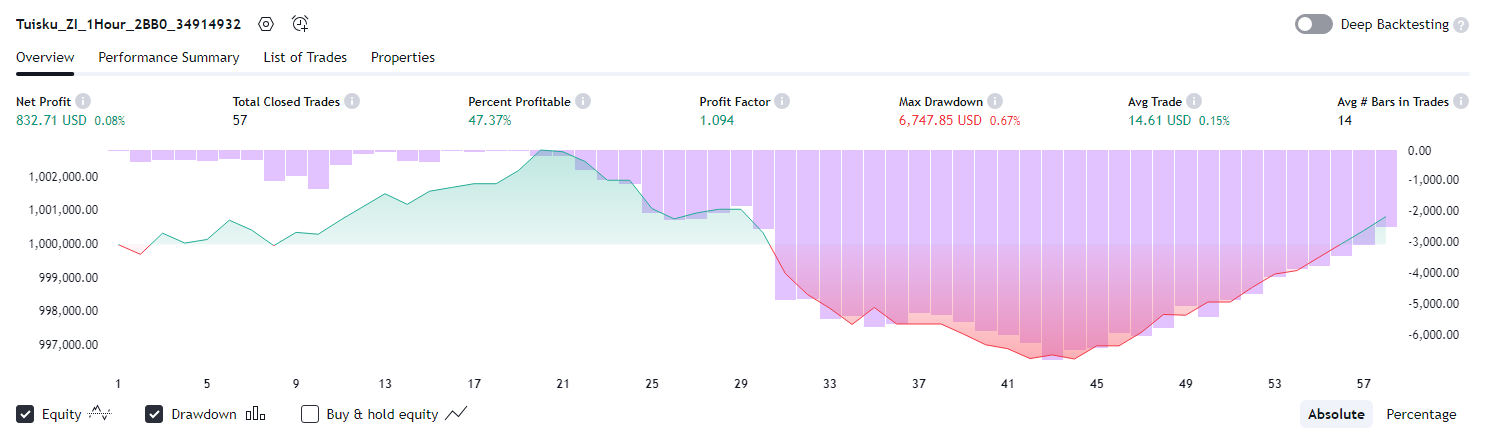 Tuisku_ZI_1Hour_2BB0_34914932
Deep Backtesting ?
Overview Performance Summary List of Trades Properties
Net Profit Total Closed Trades Percent Profitable Profit Factor Max Drawdown Avg Trade Avg # Bars in Trades
832.71 USD 0.08% 57 47.37% 1.094 6,747.85 USD 0.67% 14.61 USD 0.15% 14
0.00
1,002,000.00 -1,000.00
1,001,000.00 -2,000.00
1,000,000.00 -3,000.00
999,000.00 -4,000.00
998,000.00 -5,000.00
997,000.00 -6,000.00
1 5 9 13 17 21 25 29 33 37 41 45 49 53 57
Equity Drawdown Buy & hold equity Absolute Percentage